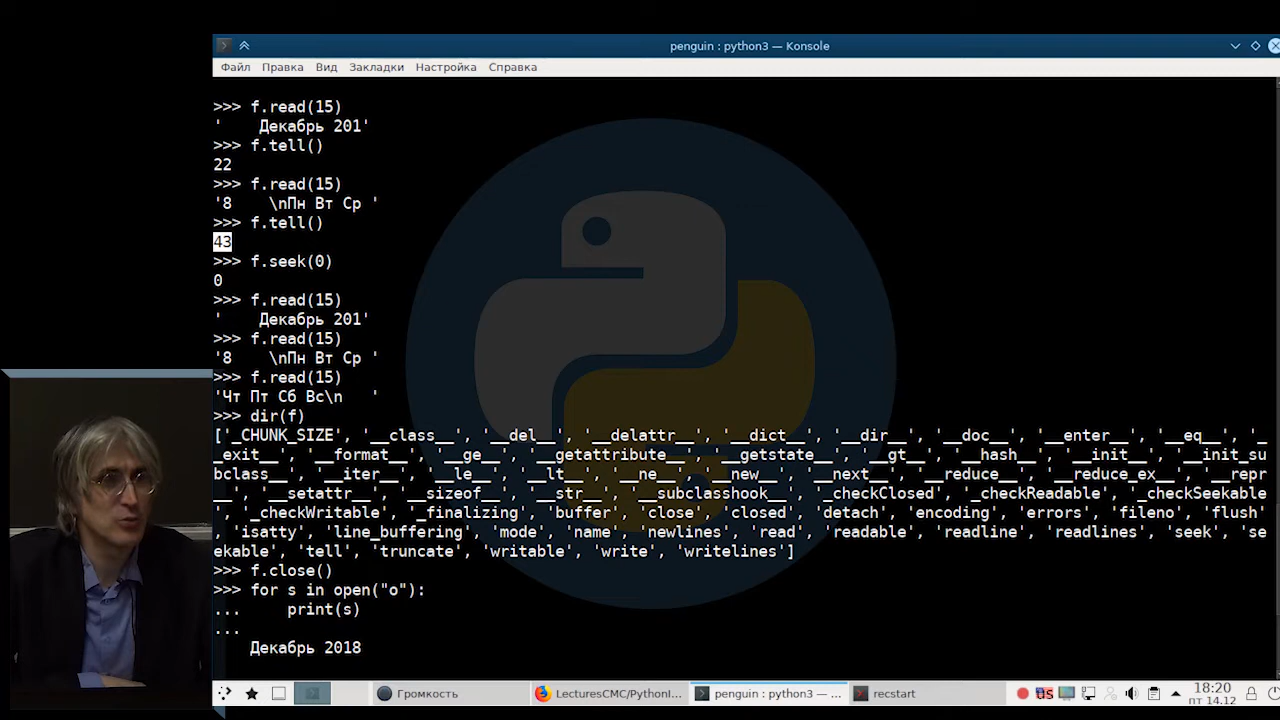 penguin : python3 — Konsole
Файл Правка Вид Закладки Настройка Справка
>>> f.read(15)
'    Декабрь 201'
>>> f.tell()
22
>>> f.read(15)
'8    \nПн Вт Ср '
>>> f.tell()
43
>>> f.seek(0)
0
>>> f.read(15)
'    Декабрь 201'
>>> f.read(15)
'8    \nПн Вт Ср '
>>> f.read(15)
'Чт Пт Сб Вс\n   '
>>> dir(f)
['_CHUNK_SIZE', '__class__', '__del__', '__delattr__', '__dict__', '__dir__', '__doc__', '__enter__', '__eq__', '_
_exit__', '__format__', '__ge__', '__getattribute__', '__getstate__', '__gt__', '__hash__', '__init__', '__init_su
bclass__', '__iter__', '__le__', '__lt__', '__ne__', '__new__', '__next__', '__reduce__', '__reduce_ex__', '__repr
__', '__setattr__', '__sizeof__', '__str__', '__subclasshook__', '_checkClosed', '_checkReadable', '_checkSeekable
', '_checkWritable', '_finalizing', 'buffer', 'close', 'closed', 'detach', 'encoding', 'errors', 'fileno', 'flush'
, 'isatty', 'line_buffering', 'mode', 'name', 'newlines', 'read', 'readable', 'readline', 'readlines', 'seek', 'se
ekable', 'tell', 'truncate', 'writable', 'write', 'writelines']
>>> f.close()
>>> for s in open("o"):
...     print(s)
...
    Декабрь 2018
Громкость LecturesCMC/PythonI... penguin : python3 — ... recstart us 18:20
пт 14.12